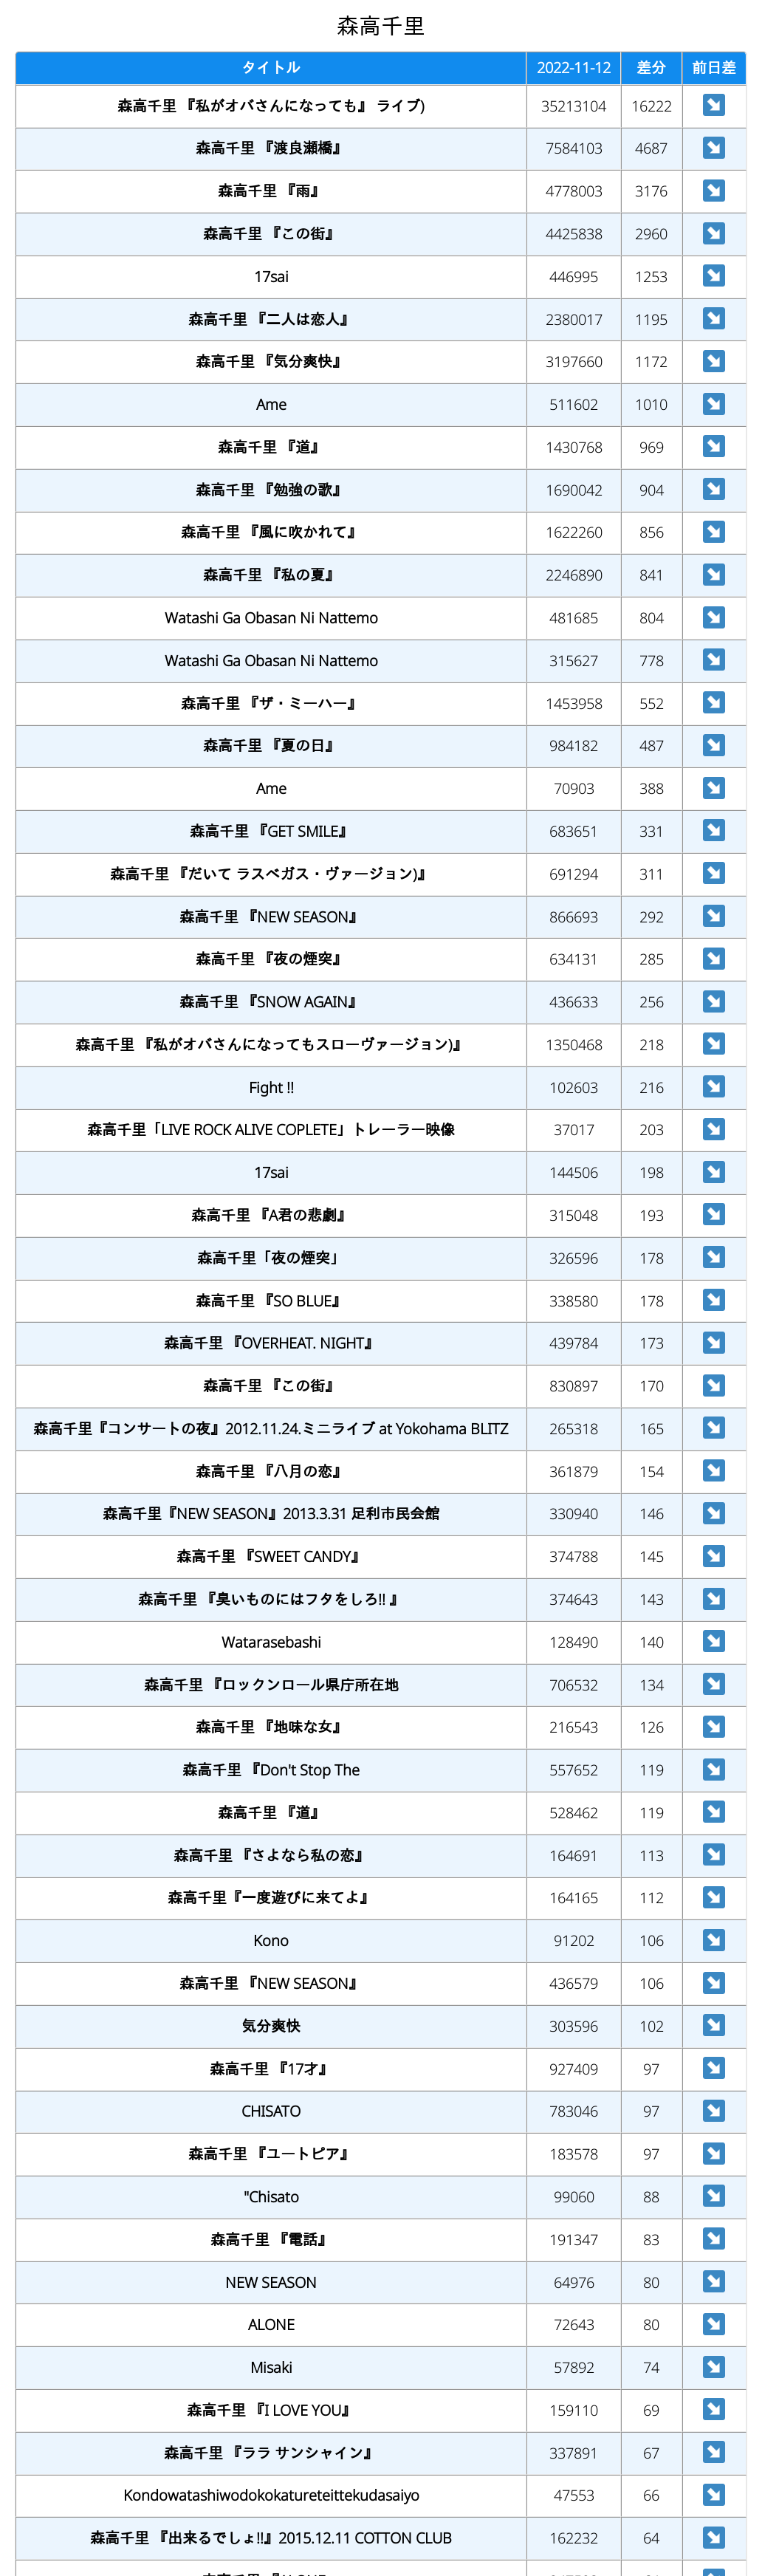 森高千里
タイトル 2022-11-12 差分 前日差
森高千里 『私がオバさんになっても』 ライブ) 35213104 16222
森高千里 『渡良瀬橋』 7584103 4687
森高千里 『雨』 4778003 3176
森高千里 『この街』 4425838 2960
17sai 446995 1253
森高千里 『二人は恋人』 2380017 1195
森高千里 『気分爽快』 3197660 1172
Ame 511602 1010
森高千里 『道』 1430768 969
森高千里 『勉強の歌』 1690042 904
森高千里 『風に吹かれて』 1622260 856
森高千里 『私の夏』 2246890 841
Watashi Ga Obasan Ni Nattemo 481685 804
Watashi Ga Obasan Ni Nattemo 315627 778
森高千里 『ザ・ミーハー』 1453958 552
森高千里 『夏の日』 984182 487
Ame 70903 388
森高千里 『GET SMILE』 683651 331
森高千里 『だいて ラスベガス・ヴァージョン)』 691294 311
森高千里 『NEW SEASON』 866693 292
森高千里 『夜の煙突』 634131 285
森高千里 『SNOW AGAIN』 436633 256
森高千里 『私がオバさんになってもスローヴァージョン)』 1350468 218
Fight !! 102603 216
森高千里「LIVE ROCK ALIVE COPLETE」トレーラー映像 37017 203
17sai 144506 198
森高千里 『A君の悲劇』 315048 193
森高千里「夜の煙突」 326596 178
森高千里 『SO BLUE』 338580 178
森高千里 『OVERHEAT. NIGHT』 439784 173
森高千里 『この街』 830897 170
森高千里『コンサートの夜』2012.11.24.ミニライブ at Yokohama BLITZ 265318 165
森高千里 『八月の恋』 361879 154
森高千里『NEW SEASON』2013.3.31 足利市民会館 330940 146
森高千里 『SWEET CANDY』 374788 145
森高千里 『臭いものにはフタをしろ!! 』 374643 143
Watarasebashi 128490 140
森高千里 『ロックンロール県庁所在地 706532 134
森高千里 『地味な女』 216543 126
森高千里 『Don't Stop The 557652 119
森高千里 『道』 528462 119
森高千里 『さよなら私の恋』 164691 113
森高千里『一度遊びに来てよ』 164165 112
Kono 91202 106
森高千里 『NEW SEASON』 436579 106
気分爽快 303596 102
森高千里 『17才』 927409 97
CHISATO 783046 97
森高千里 『ユートピア』 183578 97
"Chisato 99060 88
森高千里 『電話』 191347 83
NEW SEASON 64976 80
ALONE 72643 80
Misaki 57892 74
森高千里 『I LOVE YOU』 159110 69
森高千里 『ララ サンシャイン』 337891 67
Kondowatashiwodokokatureteittekudasaiyo 47553 66
森高千里 『出来るでしょ!!』2015.12.11 COTTON CLUB 162232 64